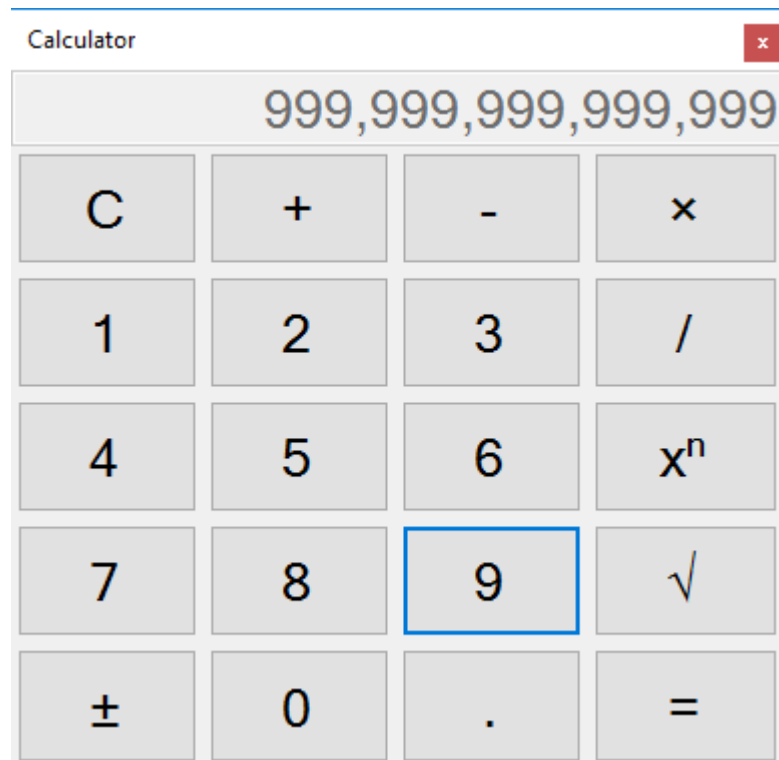 Calculator x
999,999,999,999,999
C + - ×
1 2 3 /
4 5 6 xⁿ
7 8 9 √
± 0 . =